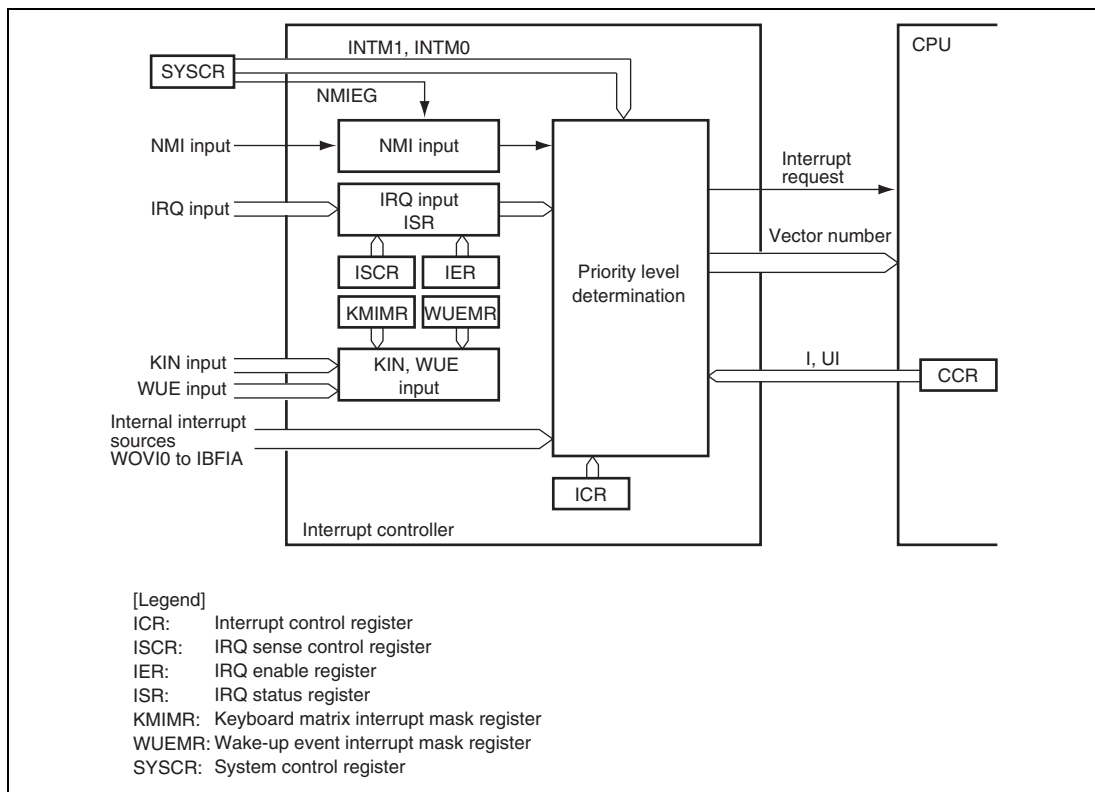 INTM1, INTM0
CPU
SYSCR
NMIEG
NMI input
NMI input
Interrupt
request
IRQ input
IRQ input
ISR
Vector number
ISCR
IER
Priority level
determination
KMIMR
WUEMR
KIN input
WUE input
KIN, WUE
input
I, UI
CCR
Internal interrupt
sources
WOVI0 to IBFIA
ICR
Interrupt controller
[Legend]
ICR: Interrupt control register
ISCR: IRQ sense control register
IER: IRQ enable register
ISR: IRQ status register
KMIMR: Keyboard matrix interrupt mask register
WUEMR: Wake-up event interrupt mask register
SYSCR: System control register